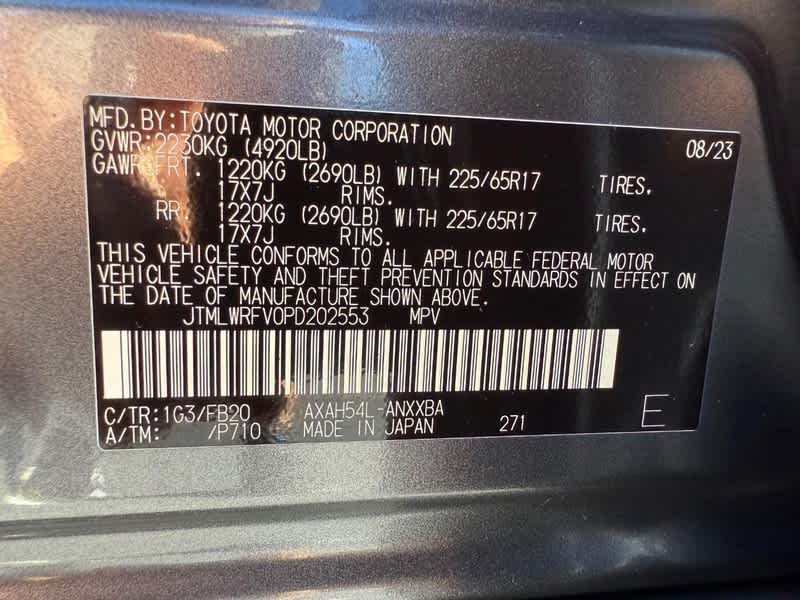 MFD.BY:TOYOTA MOTOR CORPORATION 08/23
GVWR:2230KG (4920LB)
GAWR:FRT. 1220KG (2690LB) WITH 225/65R17 TIRES.
17X7J RIMS.
RR. 1220KG (2690LB) WITH 225/65R17 TIRES.
17X7J RIMS.
THIS VEHICLE CONFORMS TO ALL APPLICABLE FEDERAL MOTOR
VEHICLE SAFETY AND THEFT PREVENTION STANDARDS IN EFFECT ON
THE DATE OF MANUFACTURE SHOWN ABOVE.
JTMLWRFV0PD202553 MPV
C/TR:1G3/FB20 AXAH54L-ANXXBA
A/TM: /P710 MADE IN JAPAN 271 E